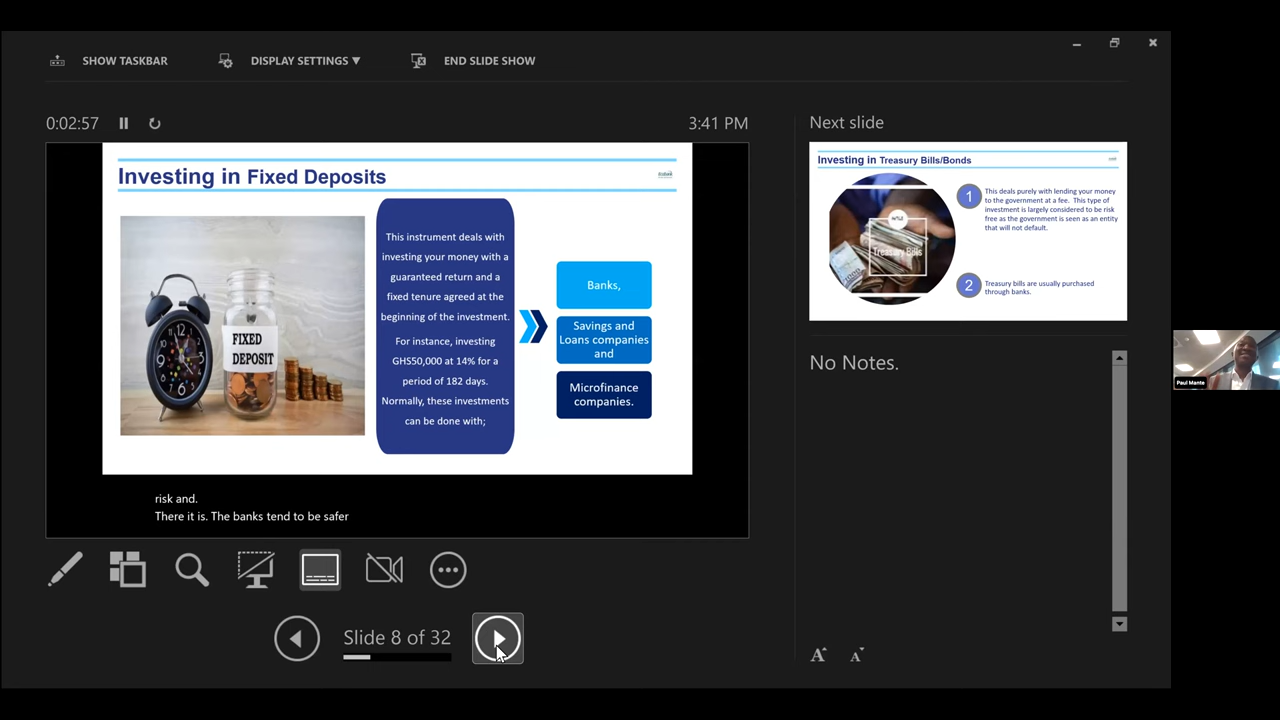 SHOW TASKBAR
DISPLAY SETTINGS ▼
END SLIDE SHOW
0:02:57
3:41 PM
Investing in Fixed Deposits
FIXED
DEPOSIT
This instrument deals with
investing your money with a
guaranteed return and a
fixed tenure agreed at the
beginning of the investment.
For instance, investing
GHS50,000 at 14% for a
period of 182 days.
Normally, these investments
can be done with;
Banks,
Savings and
Loans companies
and
Microfinance
companies.
risk and.
There it is. The banks tend to be safer
Slide 8 of 32
Next slide
Investing in Treasury Bills/Bonds
Treasury Bills
1
This deals purely with lending your money
to the government at a fee. This type of
investment is largely considered to be risk
free as the government is seen as an entity
that will not default.
2
Treasury bills are usually purchased
through banks.
No Notes.
A
A
Paul Mante